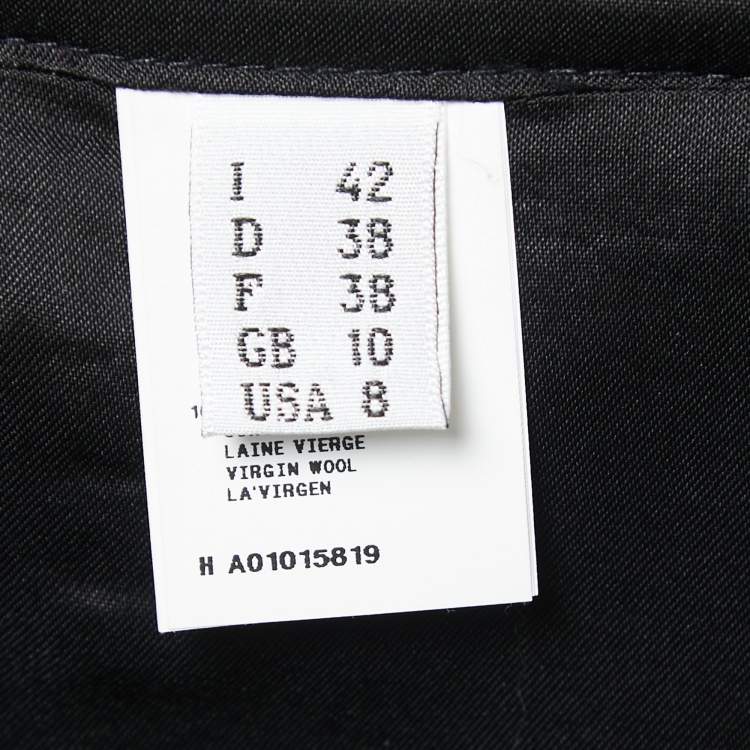 I 42
D 38
F 38
GB 10
USA 8
LAINE VIERGE
VIRGIN WOOL
LA'VIRGEN
H A01015819